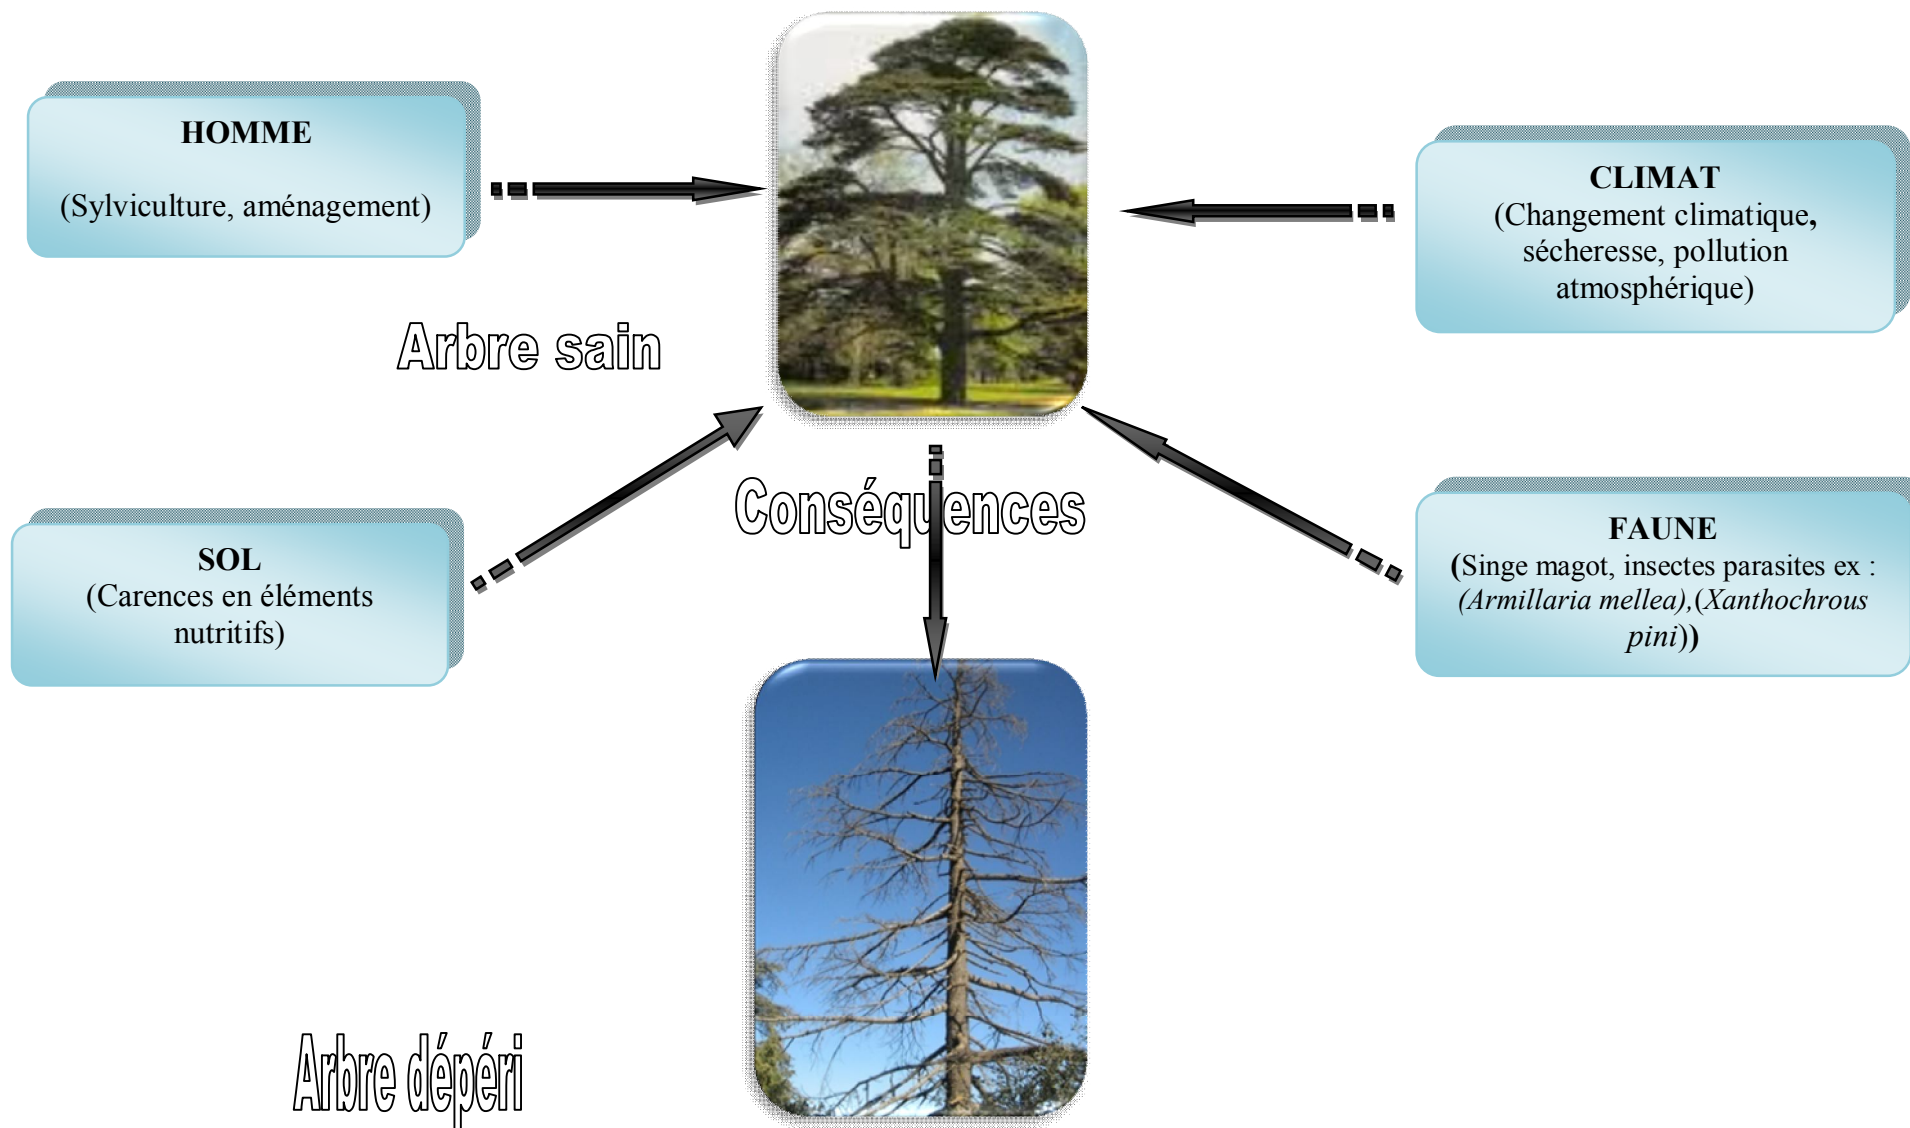 HOMME
(Sylviculture, aménagement)
CLIMAT
(Changement climatique,
sécheresse, pollution
atmosphérique)
Arbre sain
Conséquences
SOL
(Carences en éléments
nutritifs)
FAUNE
(Singe magot, insectes parasites ex :
(Armillaria mellea),(Xanthochrous
pini))
Arbre dépéri